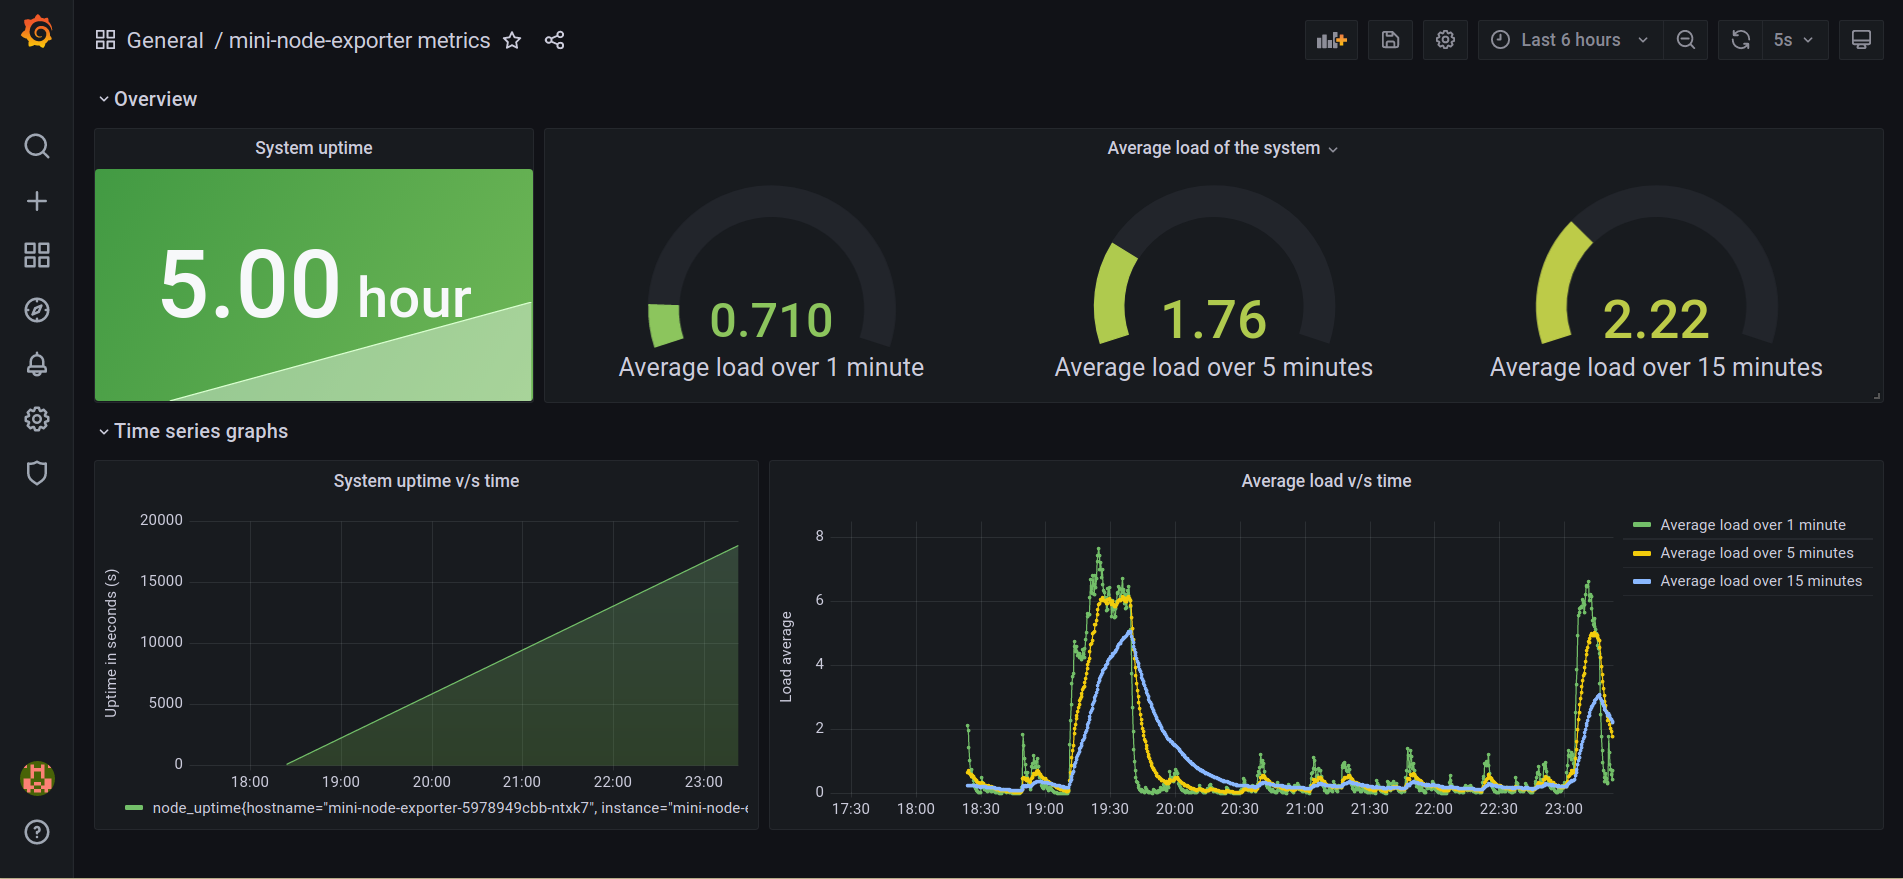 General / mini-node-exporter metrics
Last 6 hours
5s
Overview
System uptime
5.00 hour
Average load of the system
0.710
Average load over 1 minute
1.76
Average load over 5 minutes
2.22
Average load over 15 minutes
Time series graphs
System uptime v/s time
Uptime in seconds (s)
20000
15000
10000
5000
0
18:00 19:00 20:00 21:00 22:00 23:00
node_uptime{hostname="mini-node-exporter-5978949cbb-ntxk7", instance="mini-node-e
Average load v/s time
Load average
8
6
4
2
0
17:30 18:00 18:30 19:00 19:30 20:00 20:30 21:00 21:30 22:00 22:30 23:00
Average load over 1 minute
Average load over 5 minutes
Average load over 15 minutes